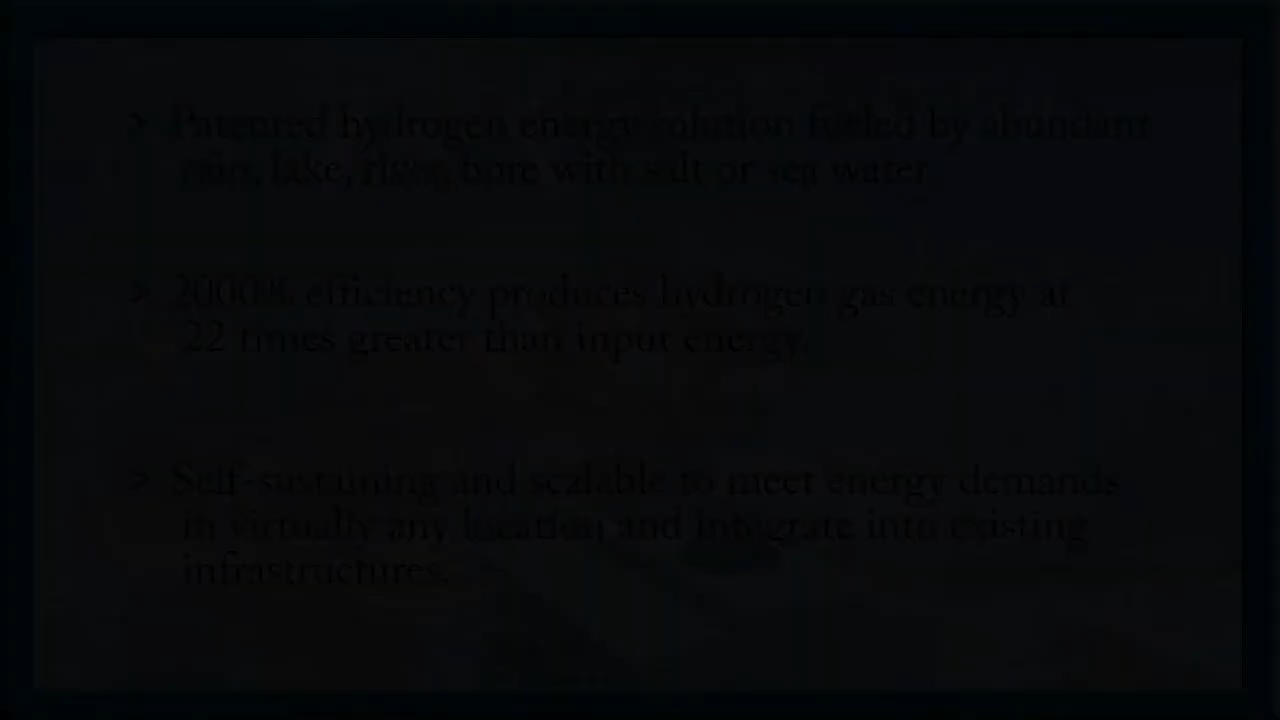 > Patented hydrogen energy solution fueled by abundant
rain, lake, river, bore with salt or sea water.
> 2000% efficiency produces hydrogen gas energy at
22 times greater than input energy.
> Self-sustaining and scalable to meet energy demands
in virtually any location and integrate into existing
infrastructures.